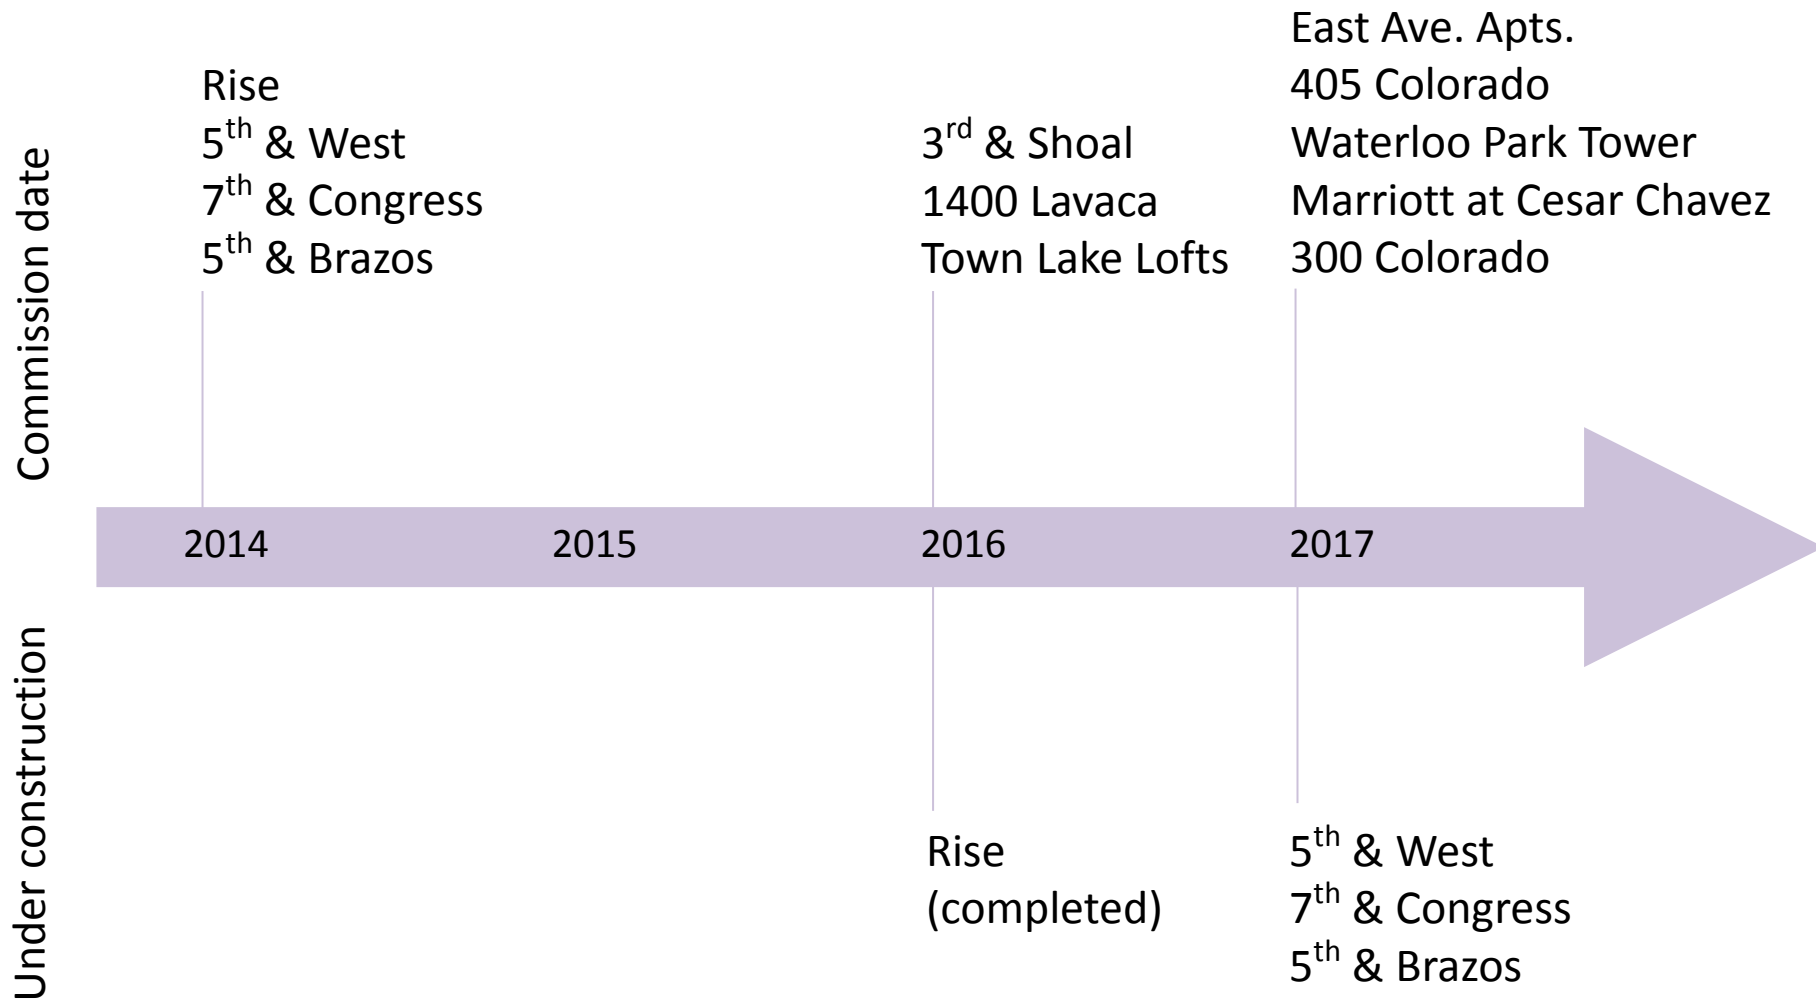 Commission date
Rise
5th & West
7th & Congress
5th & Brazos
3rd & Shoal
1400 Lavaca
Town Lake Lofts
East Ave. Apts.
405 Colorado
Waterloo Park Tower
Marriott at Cesar Chavez
300 Colorado
2014 2015 2016 2017
Under construction
Rise
(completed)
5th & West
7th & Congress
5th & Brazos